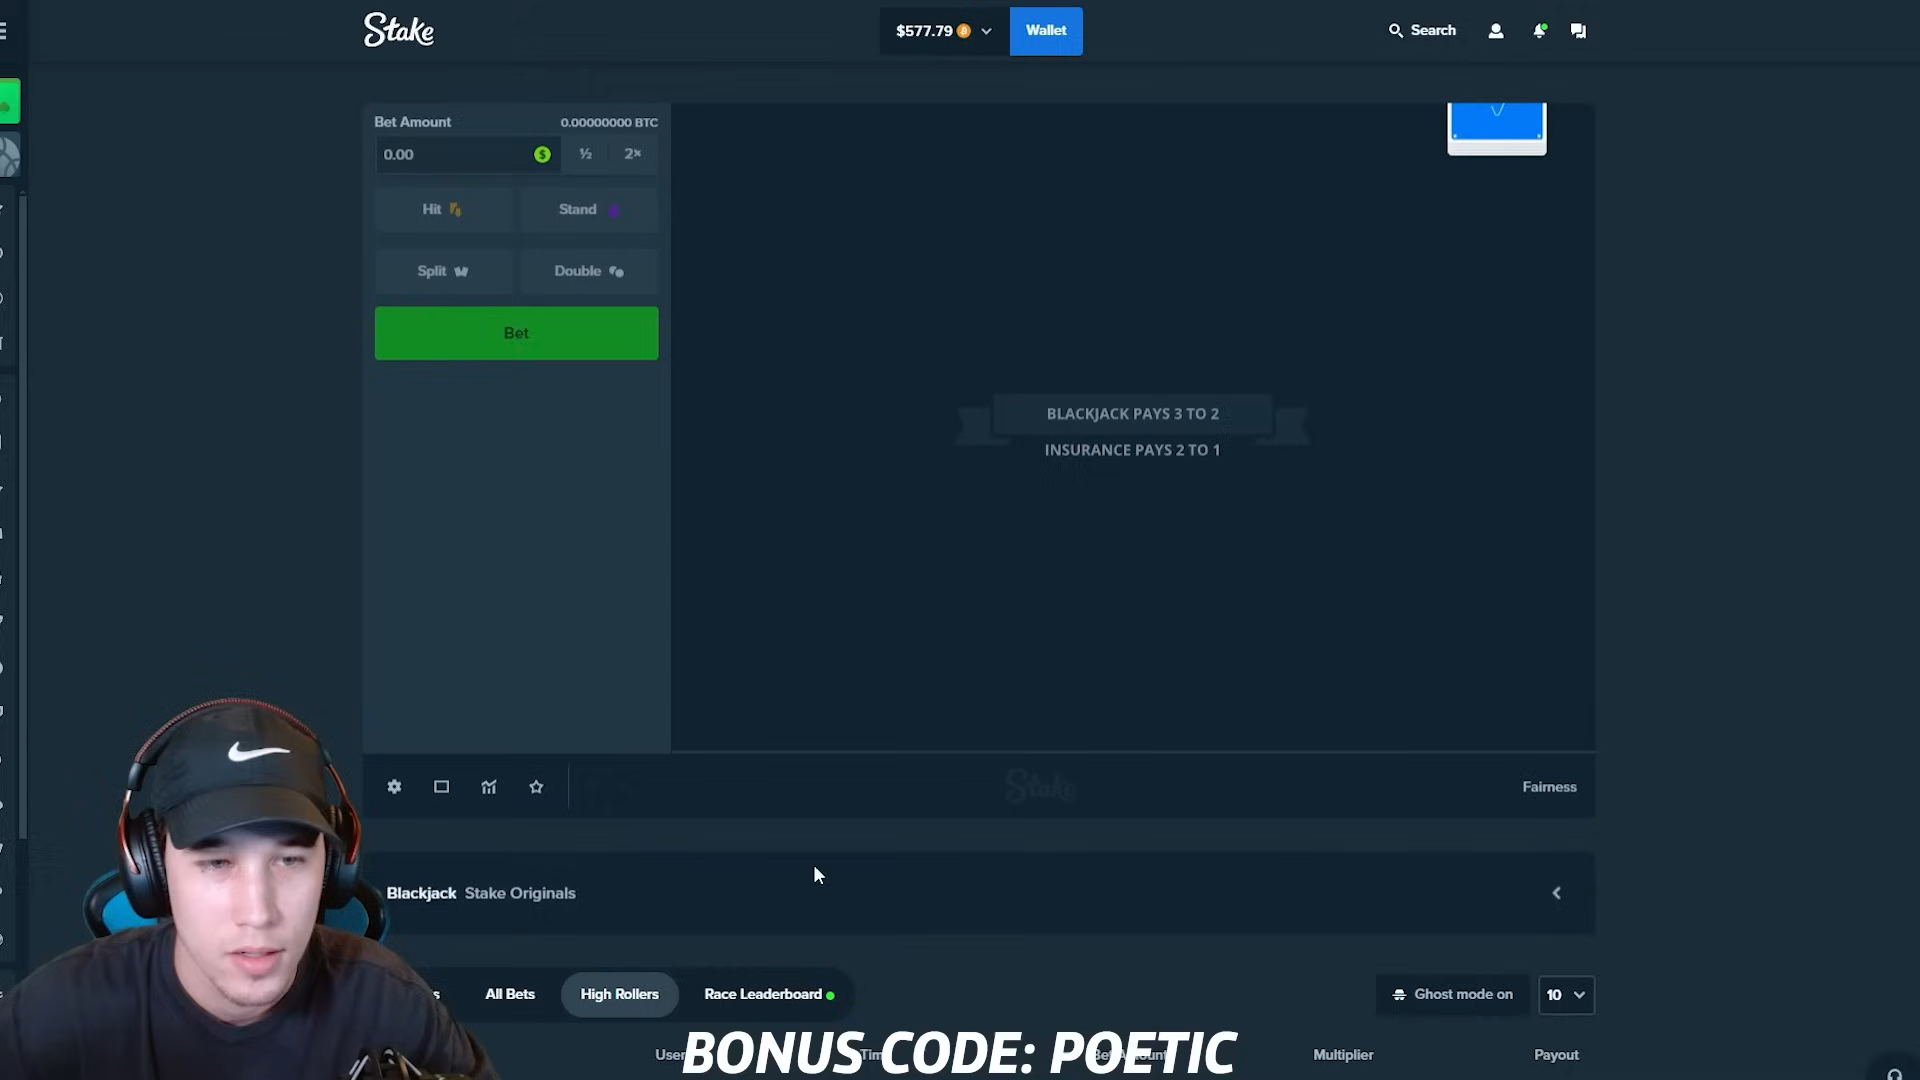 Stake
$577.79
Wallet
Search
Bet Amount
0.00000000 BTC
0.00
$
½
2×
Hit
Stand
Split
Double
Bet
BLACKJACK PAYS 3 TO 2
INSURANCE PAYS 2 TO 1
Stake
Fairness
Blackjack Stake Originals
All Bets
High Rollers
Race Leaderboard
Ghost mode on
10
BONUS CODE: POETIC
User
Multiplier
Payout